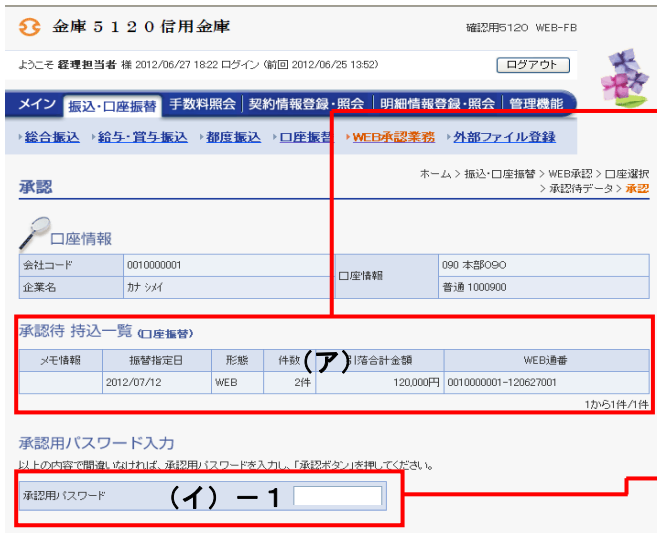 金庫５１２０信用金庫
確認用5120 WEB-FB
ようこそ 経理担当者 様 2012/06/27 18:22 ログイン (前回 2012/06/25 13:52)
ログアウト
メイン 振込・口座振替 手数料照会 契約情報登録・照会 明細情報登録・照会 管理機能
総合振込 給与・賞与振込 都度振込 口座振替 WEB承認業務 外部ファイル登録
承認
ホーム > 振込・口座振替 > WEB承認 > 口座選択
> 承認待データ > 承認
口座情報
会社コード 0010000001 口座情報 090 本部090
企業名 カナ シメイ 普通 1000900
承認待 持込一覧 (口座振替)
メモ情報 振替指定日 形態 件数 (ア) 引落合計金額 WEB通番
2012/07/12 WEB 2件 120,000円 0010000001-120627001
1から1件/1件
承認用パスワード入力
以上の内容で間違いなければ、承認用パスワードを入力し、「承認ボタン」を押してください。
承認用パスワード (イ)－１